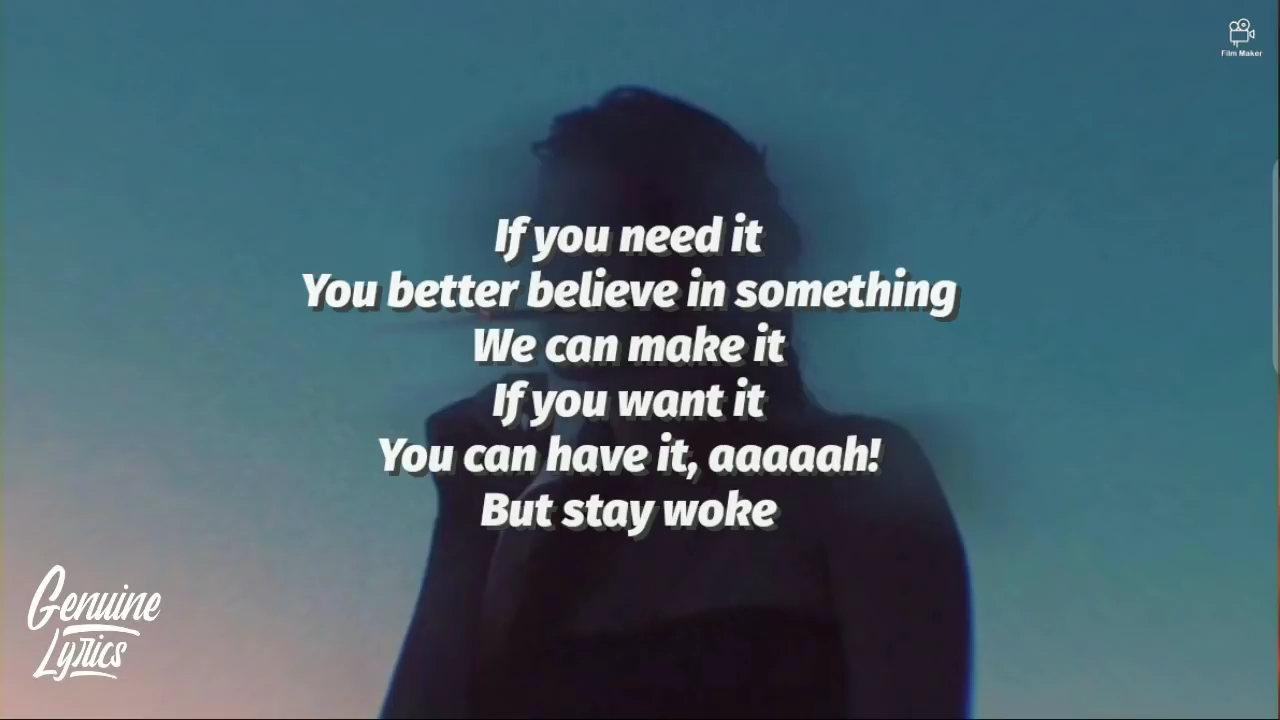 Film Maker
If you need it
You better believe in something
We can make it
If you want it
You can have it, aaaaah!
But stay woke
Genuine
Lyrics